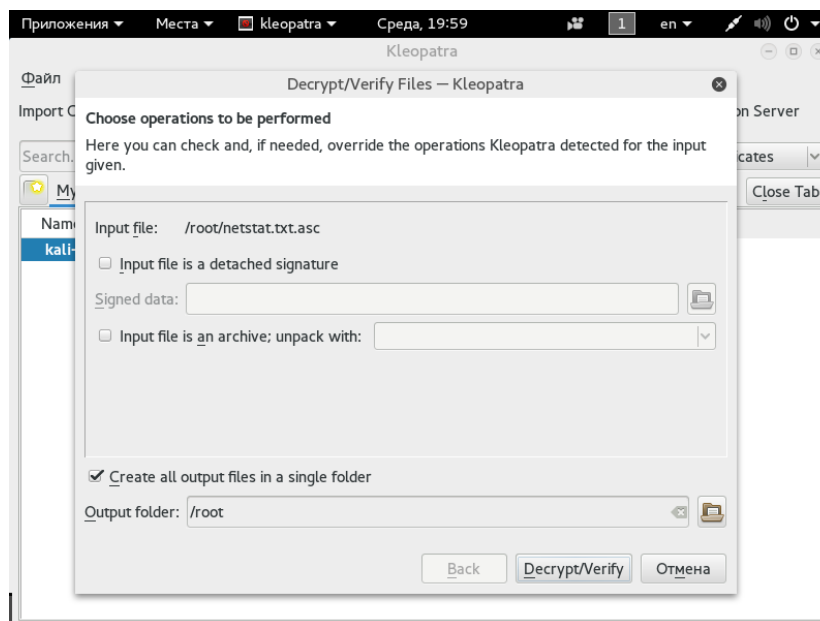 Приложения Места kleopatra Среда, 19:59 1 en
Kleopatra
Файл
Decrypt/Verify Files — Kleopatra
Import on Server
Choose operations to be performed
Here you can check and, if needed, override the operations Kleopatra detected for the input
given.
Search. cates
My Close Tab
Nam
Input file: /root/netstat.txt.asc
kali-
Input file is a detached signature
Signed data:
Input file is an archive; unpack with:
Create all output files in a single folder
Output folder: /root
Back Decrypt/Verify Отмена